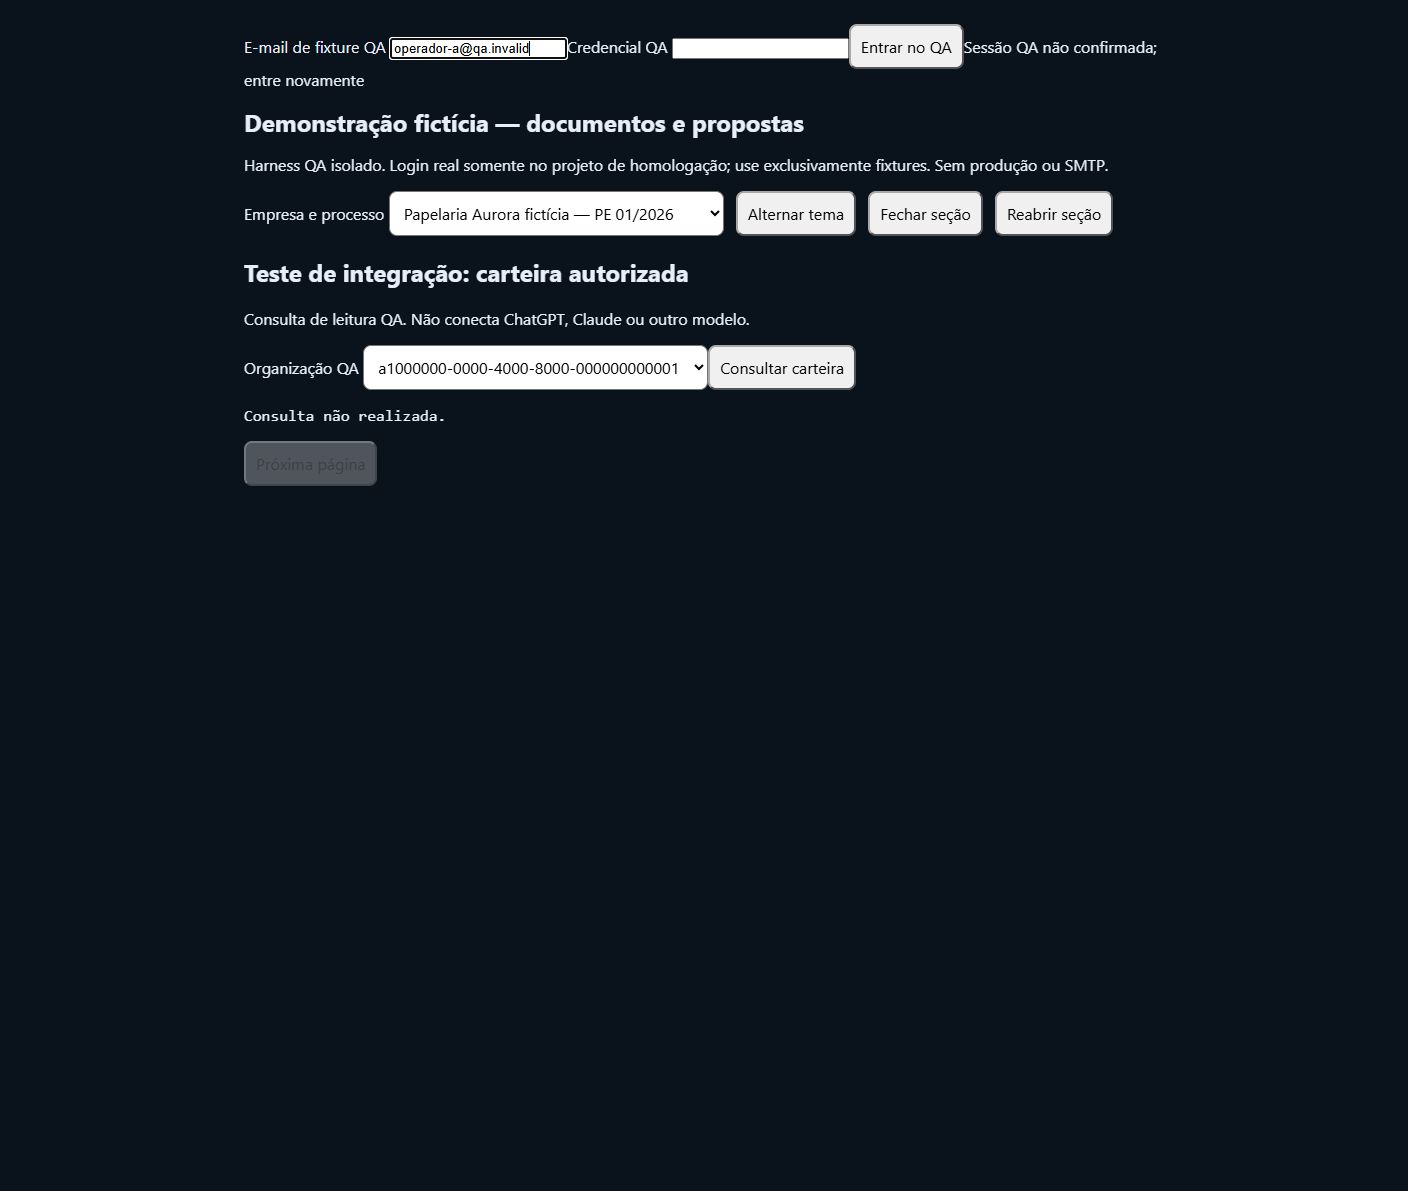 E-mail de fixture QA operador-a@qa.invalid Credencial QA Entrar no QA Sessão QA não confirmada;
entre novamente
Demonstração fictícia — documentos e propostas
Harness QA isolado. Login real somente no projeto de homologação; use exclusivamente fixtures. Sem produção ou SMTP.
Empresa e processo Papelaria Aurora fictícia — PE 01/2026 Alternar tema Fechar seção Reabrir seção
Teste de integração: carteira autorizada
Consulta de leitura QA. Não conecta ChatGPT, Claude ou outro modelo.
Organização QA a1000000-0000-4000-8000-000000000001 Consultar carteira
Consulta não realizada.
Próxima página